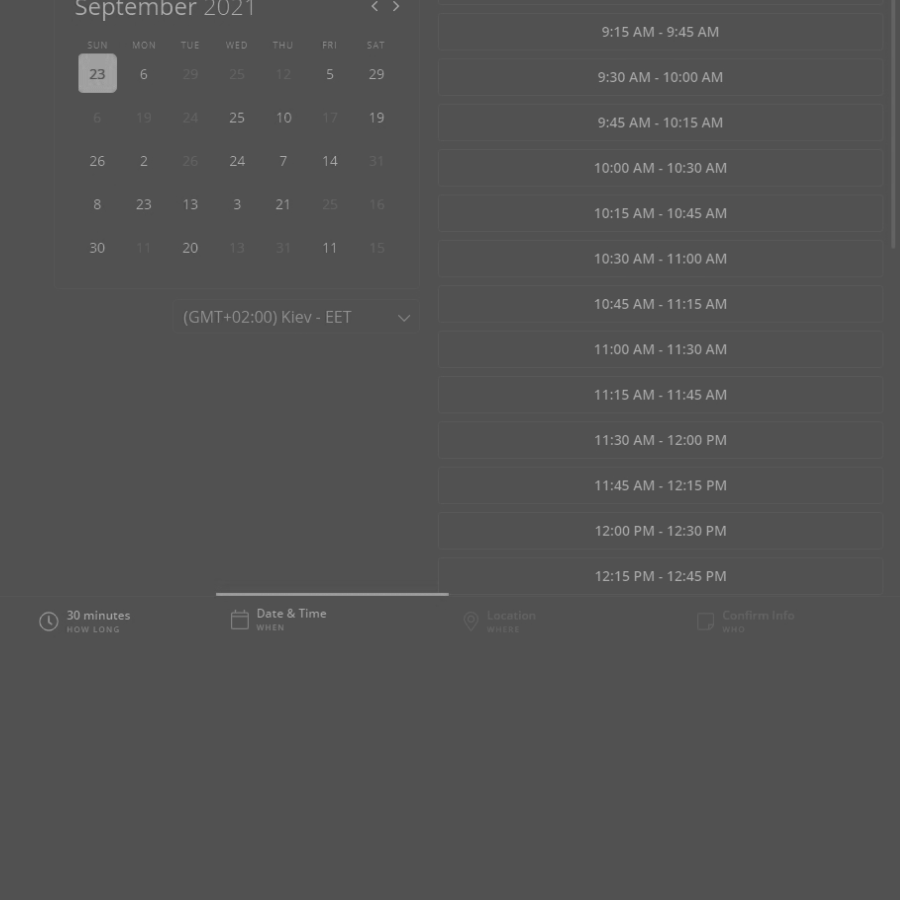 September 2021
SUN MON TUE WED THU FRI SAT
23 6 29 25 12 5 29
6 19 24 25 10 17 19
26 2 26 24 7 14 31
8 23 13 3 21 25 16
30 11 20 13 31 11 15
(GMT+02:00) Kiev - EET
9:15 AM - 9:45 AM
9:30 AM - 10:00 AM
9:45 AM - 10:15 AM
10:00 AM - 10:30 AM
10:15 AM - 10:45 AM
10:30 AM - 11:00 AM
10:45 AM - 11:15 AM
11:00 AM - 11:30 AM
11:15 AM - 11:45 AM
11:30 AM - 12:00 PM
11:45 AM - 12:15 PM
12:00 PM - 12:30 PM
12:15 PM - 12:45 PM
30 minutes
HOW LONG
Date & Time
WHEN
Location
WHERE
Confirm Info
WHO